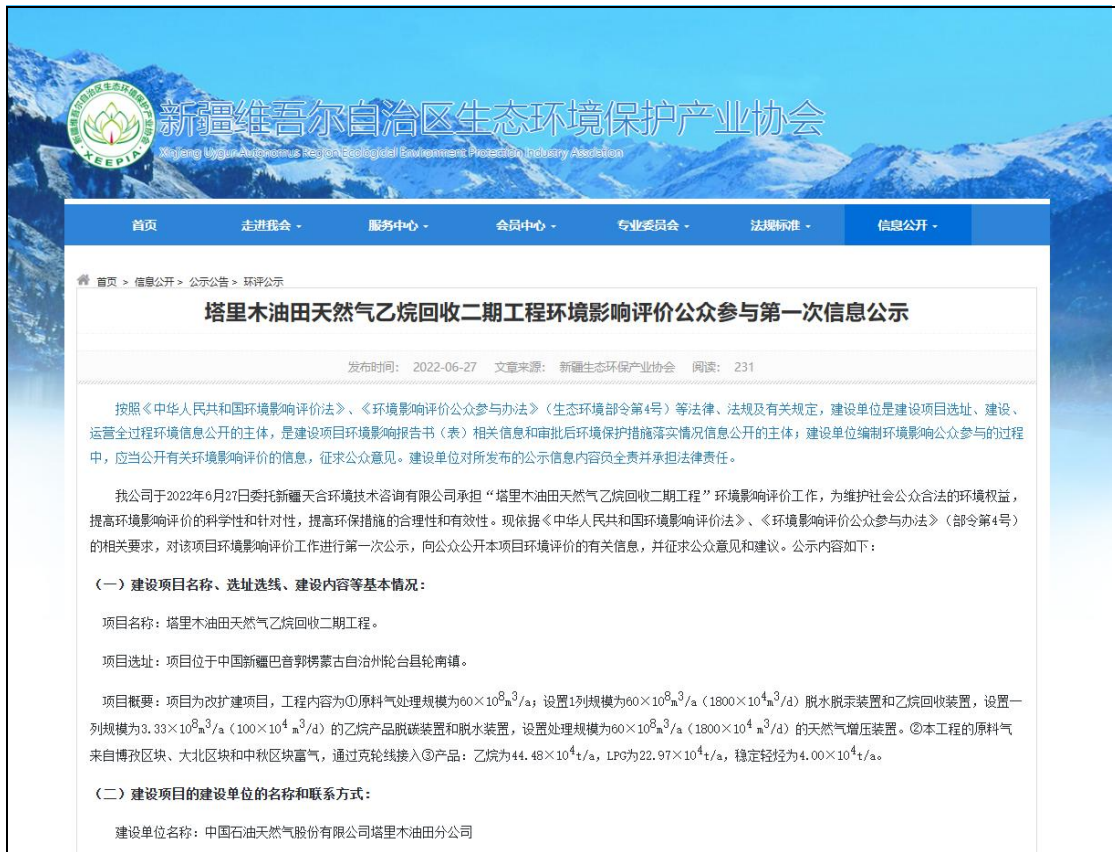 新疆维吾尔自治区生态环境保护产业协会
Xinjiang Uygur Autonomus Region Ecological Environment Protection Industry Association
新疆维吾尔自治区生态环境保护产业协会
XEEPIA
首页 走进我会 服务中心 会员中心 专业委员会 法规标准 信息公开
首页 > 信息公开 > 公示公告 > 环评公示
塔里木油田天然气乙烷回收二期工程环境影响评价公众参与第一次信息公示
发布时间： 2022-06-27 文章来源： 新疆生态环保产业协会 阅读： 231
按照《中华人民共和国环境影响评价法》、《环境影响评价公众参与办法》（生态环境部令第4号）等法律、法规及有关规定，建设单位是建设项目选址、建设、
运营全过程环境信息公开的主体，是建设项目环境影响报告书（表）相关信息和审批后环境保护措施落实情况信息公开的主体；建设单位编制环境影响公众参与的过程
中，应当公开有关环境影响评价的信息，征求公众意见。建设单位对所发布的公示信息内容负全责并承担法律责任。
我公司于2022年6月27日委托新疆天合环境技术咨询有限公司承担“塔里木油田天然气乙烷回收二期工程”环境影响评价工作，为维护社会公众合法的环境权益，
提高环境影响评价的科学性和针对性，提高环保措施的合理性和有效性。现依据《中华人民共和国环境影响评价法》、《环境影响评价公众参与办法》（部令第4号）
的相关要求，对该项目环境影响评价工作进行第一次公示，向公众公开本项目环境评价的有关信息，并征求公众意见和建议。公示内容如下：
（一）建设项目名称、选址选线、建设内容等基本情况：
项目名称：塔里木油田天然气乙烷回收二期工程。
项目选址：项目位于中国新疆巴音郭楞蒙古自治州轮台县轮南镇。
项目概要：项目为改扩建项目，工程内容为①原料气处理规模为60×10⁸m³/a；设置1列规模为60×10⁸m³/a（1800×10⁴m³/d）脱水脱汞装置和乙烷回收装置，设置一
列规模为3.33×10⁸m³/a（100×10⁴ m³/d）的乙烷产品脱碳装置和脱水装置，设置处理规模为60×10⁸m³/a（1800×10⁴ m³/d）的天然气增压装置。②本工程的原料气
来自博孜区块、大北区块和中秋区块富气，通过克轮线接入③产品：乙烷为44.48×10⁴t/a，LPG为22.97×10⁴t/a，稳定轻烃为4.00×10⁴t/a。
（二）建设项目的建设单位的名称和联系方式：
建设单位名称：中国石油天然气股份有限公司塔里木油田分公司